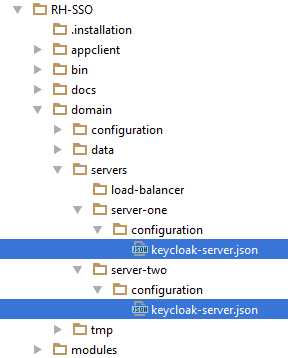 RH-SSO
.installation
appclient
bin
docs
domain
configuration
data
servers
load-balancer
server-one
configuration
JSON keycloak-server.json
server-two
configuration
JSON keycloak-server.json
tmp
modules